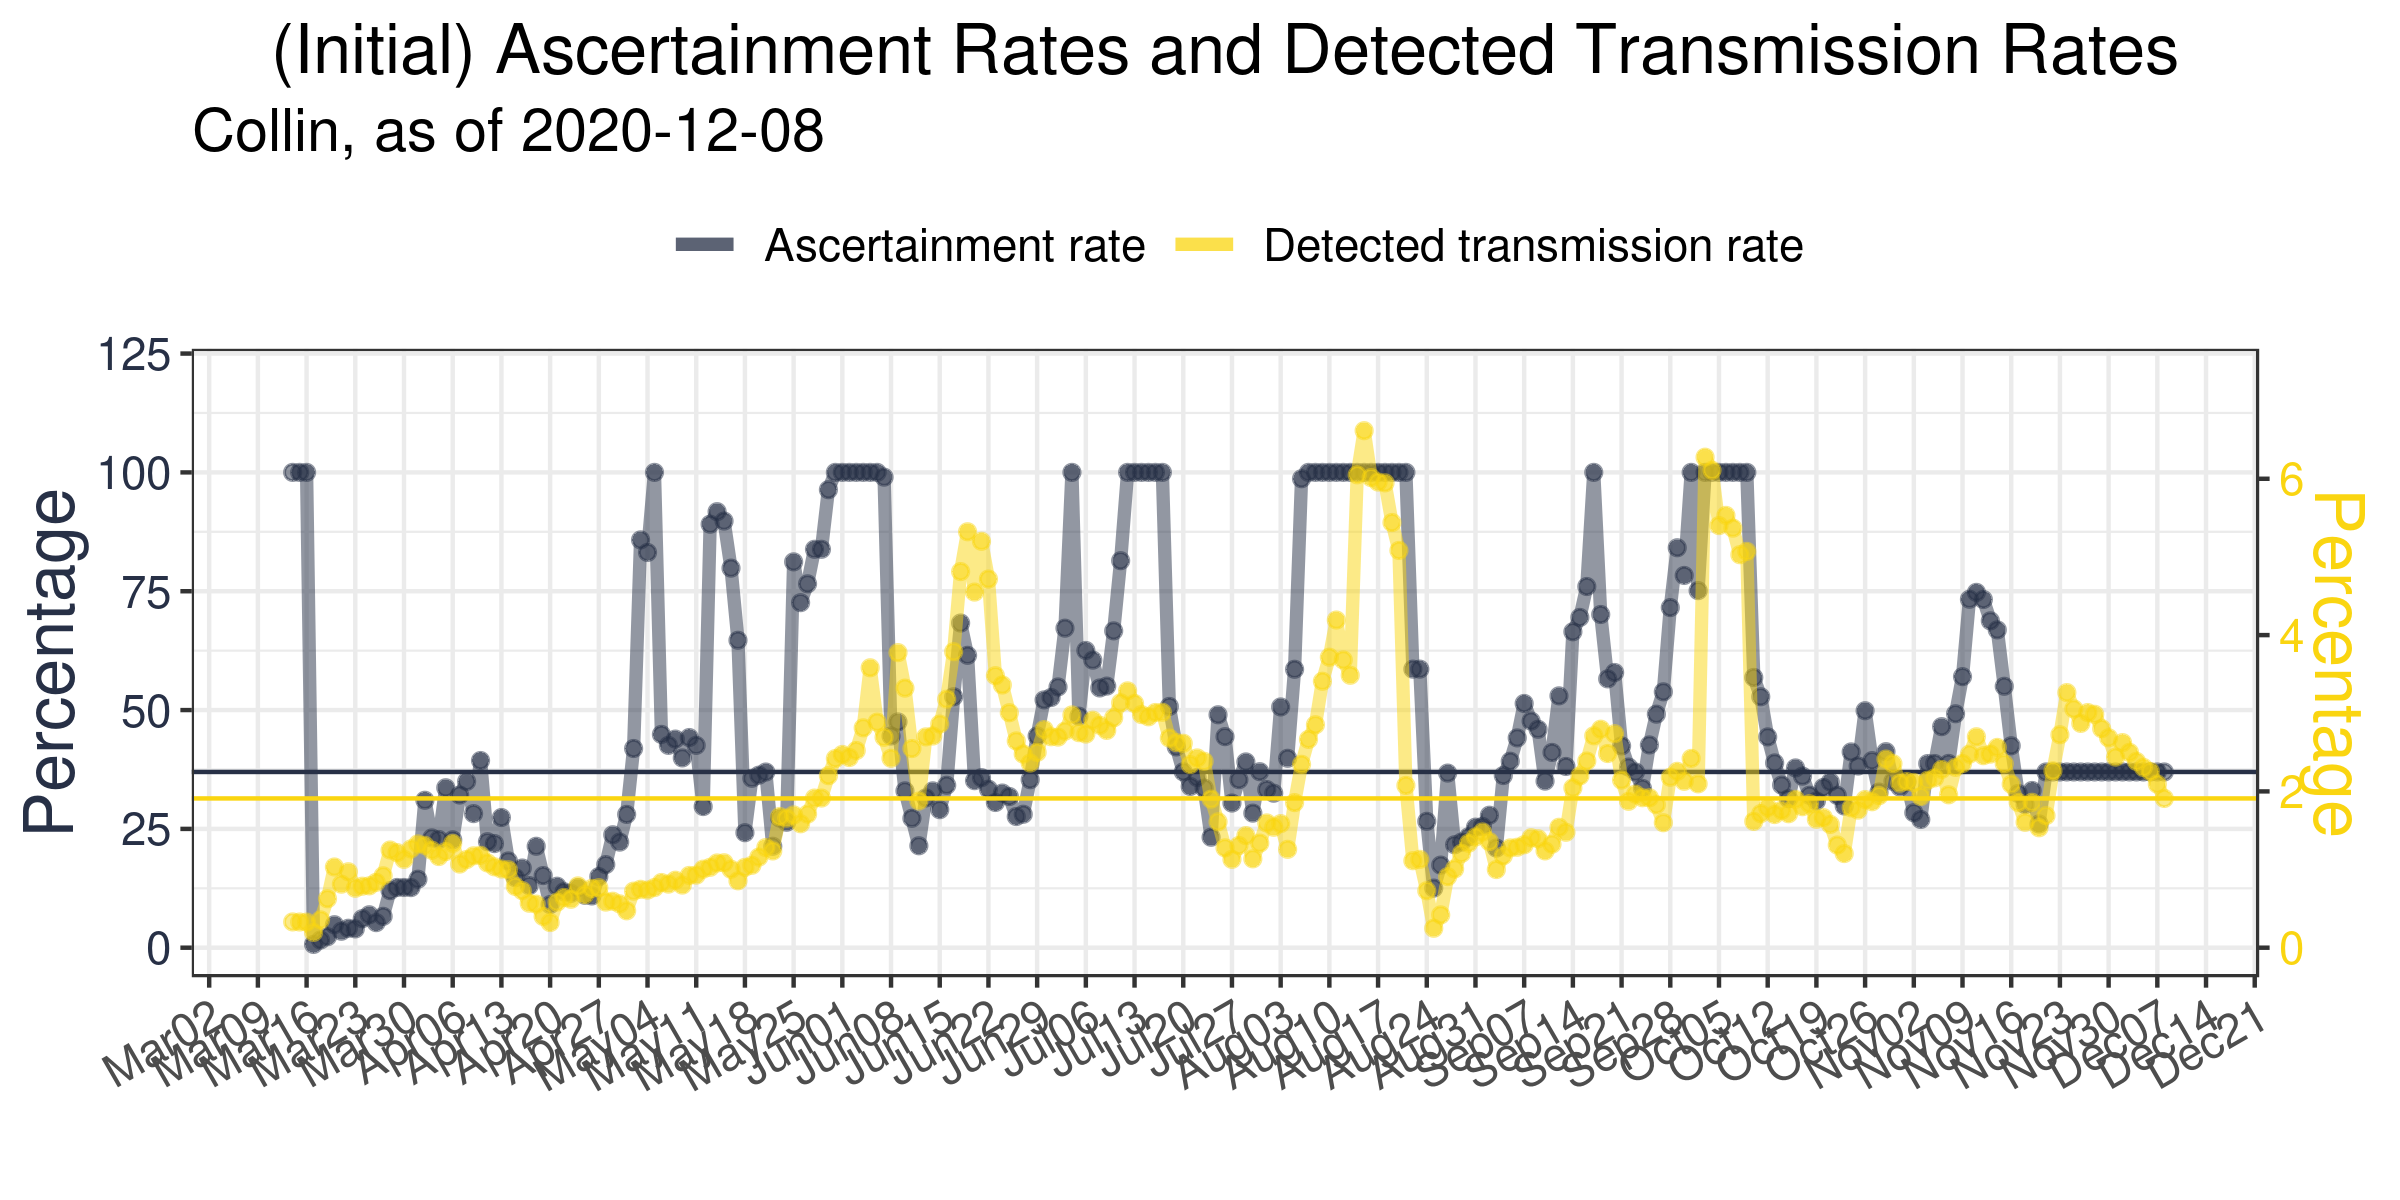 (Initial) Ascertainment Rates and Detected Transmission Rates
Collin, as of 2020-12-08
Ascertainment rate Detected transmission rate
125
100
75
50
25
0
Percentage
6
4
2
0
Percentage
Mar02 Mar09 Mar16 Mar23 Mar30 Apr06 Apr13 Apr20 Apr27 May04 May11 May18 May25 Jun01 Jun08 Jun15 Jun22 Jun29 Jul06 Jul13 Jul20 Jul27 Aug03 Aug10 Aug17 Aug24 Aug31 Sep07 Sep14 Sep21 Sep28 Oct05 Oct12 Oct19 Oct26 Nov02 Nov09 Nov16 Nov23 Nov30 Dec07 Dec14 Dec21